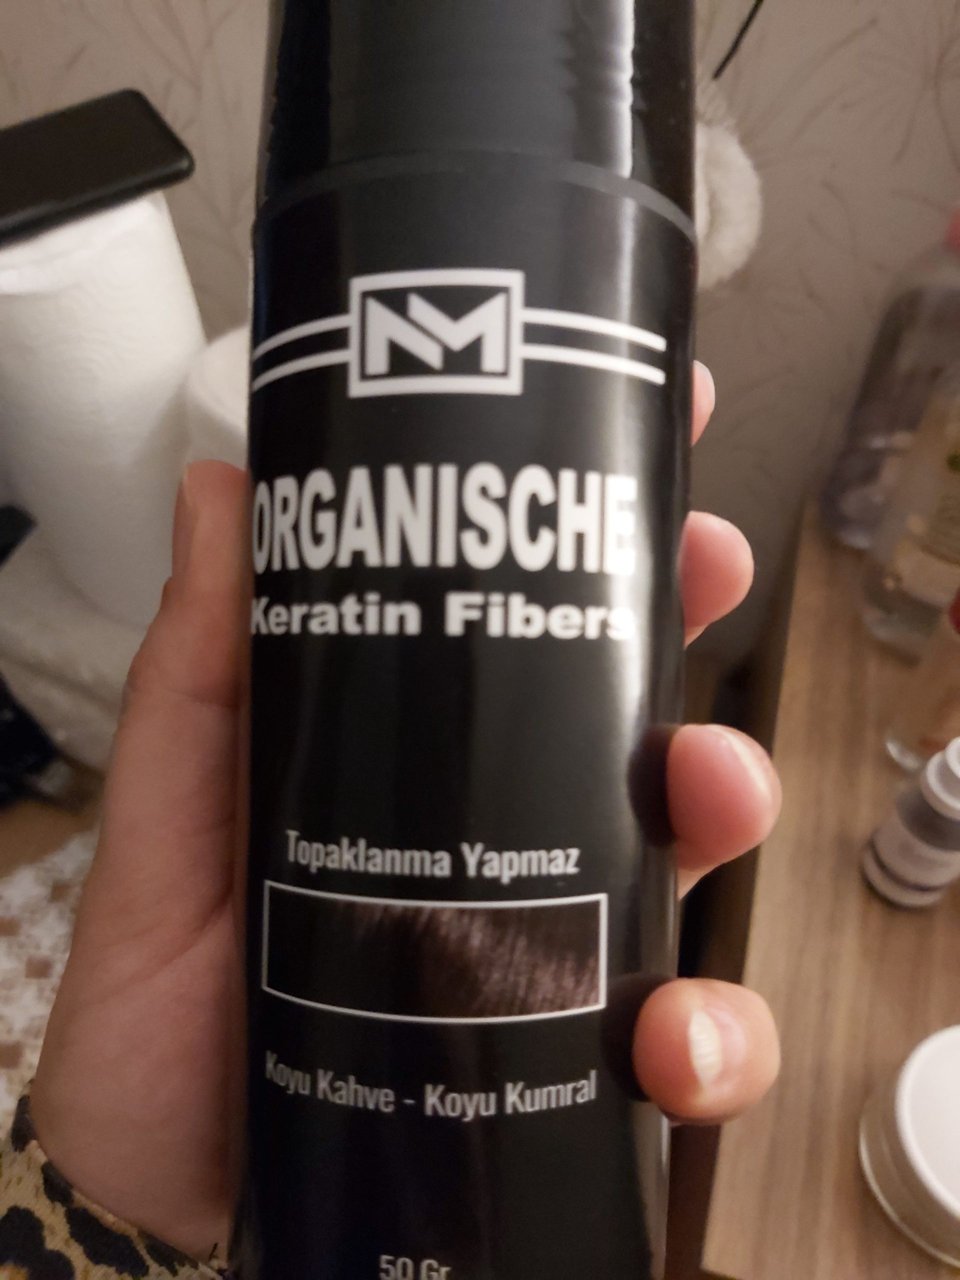 NM
ORGANISCHE
Keratin Fibers
Topaklanma Yapmaz
Koyu Kahve - Koyu Kumral
50 Gr